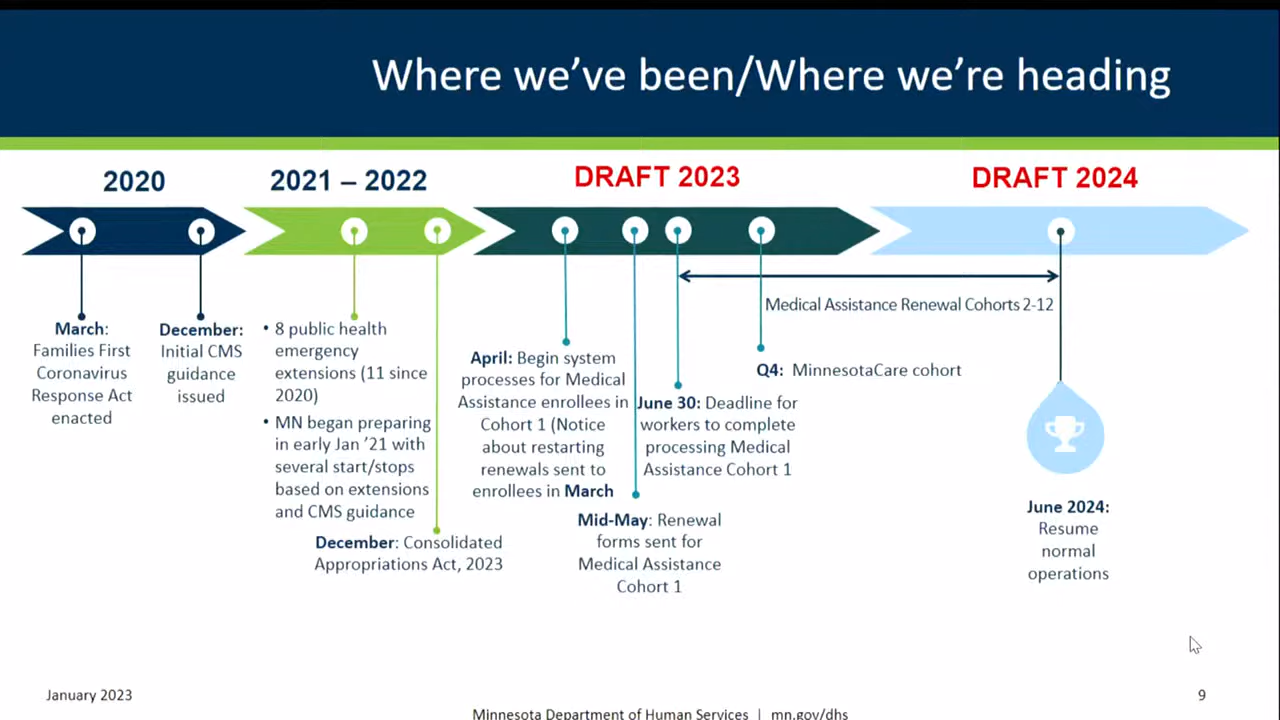 Where we've been/Where we're heading
2020
2021 – 2022
DRAFT 2023
DRAFT 2024
March:
Families First
Coronavirus
Response Act
enacted
December:
Initial CMS
guidance
issued
• 8 public health
emergency
extensions (11 since
2020)
• MN began preparing
in early Jan '21 with
several start/stops
based on extensions
and CMS guidance
December: Consolidated
Appropriations Act, 2023
April: Begin system
processes for Medical
Assistance enrollees in
Cohort 1 (Notice
about restarting
renewals sent to
enrollees in March
Mid-May: Renewal
forms sent for
Medical Assistance
Cohort 1
June 30: Deadline for
workers to complete
processing Medical
Assistance Cohort 1
Medical Assistance Renewal Cohorts 2-12
Q4: MinnesotaCare cohort
June 2024:
Resume
normal
operations
January 2023
Minnesota Department of Human Services | mn.gov/dhs
9